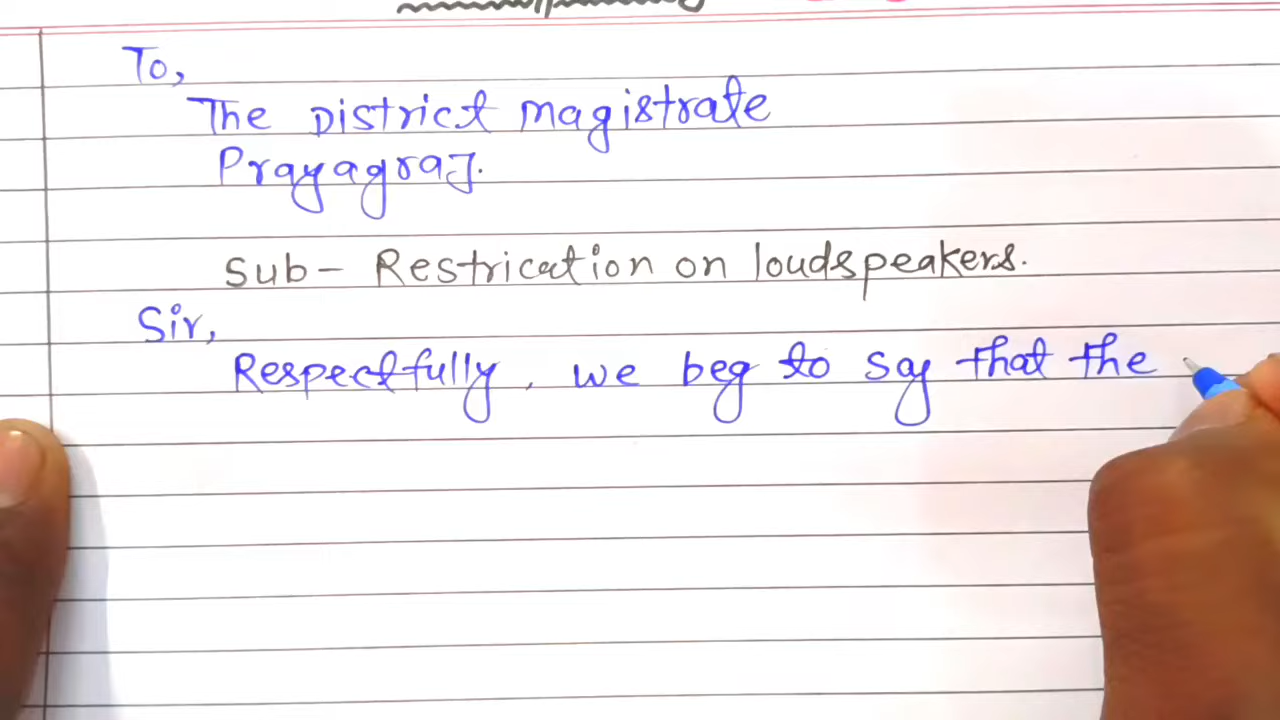 To,
The District magistrate
Prayagraj.
Sub- Restrication on loudspeakers.
Sir,
Respectfully, we beg to say that the